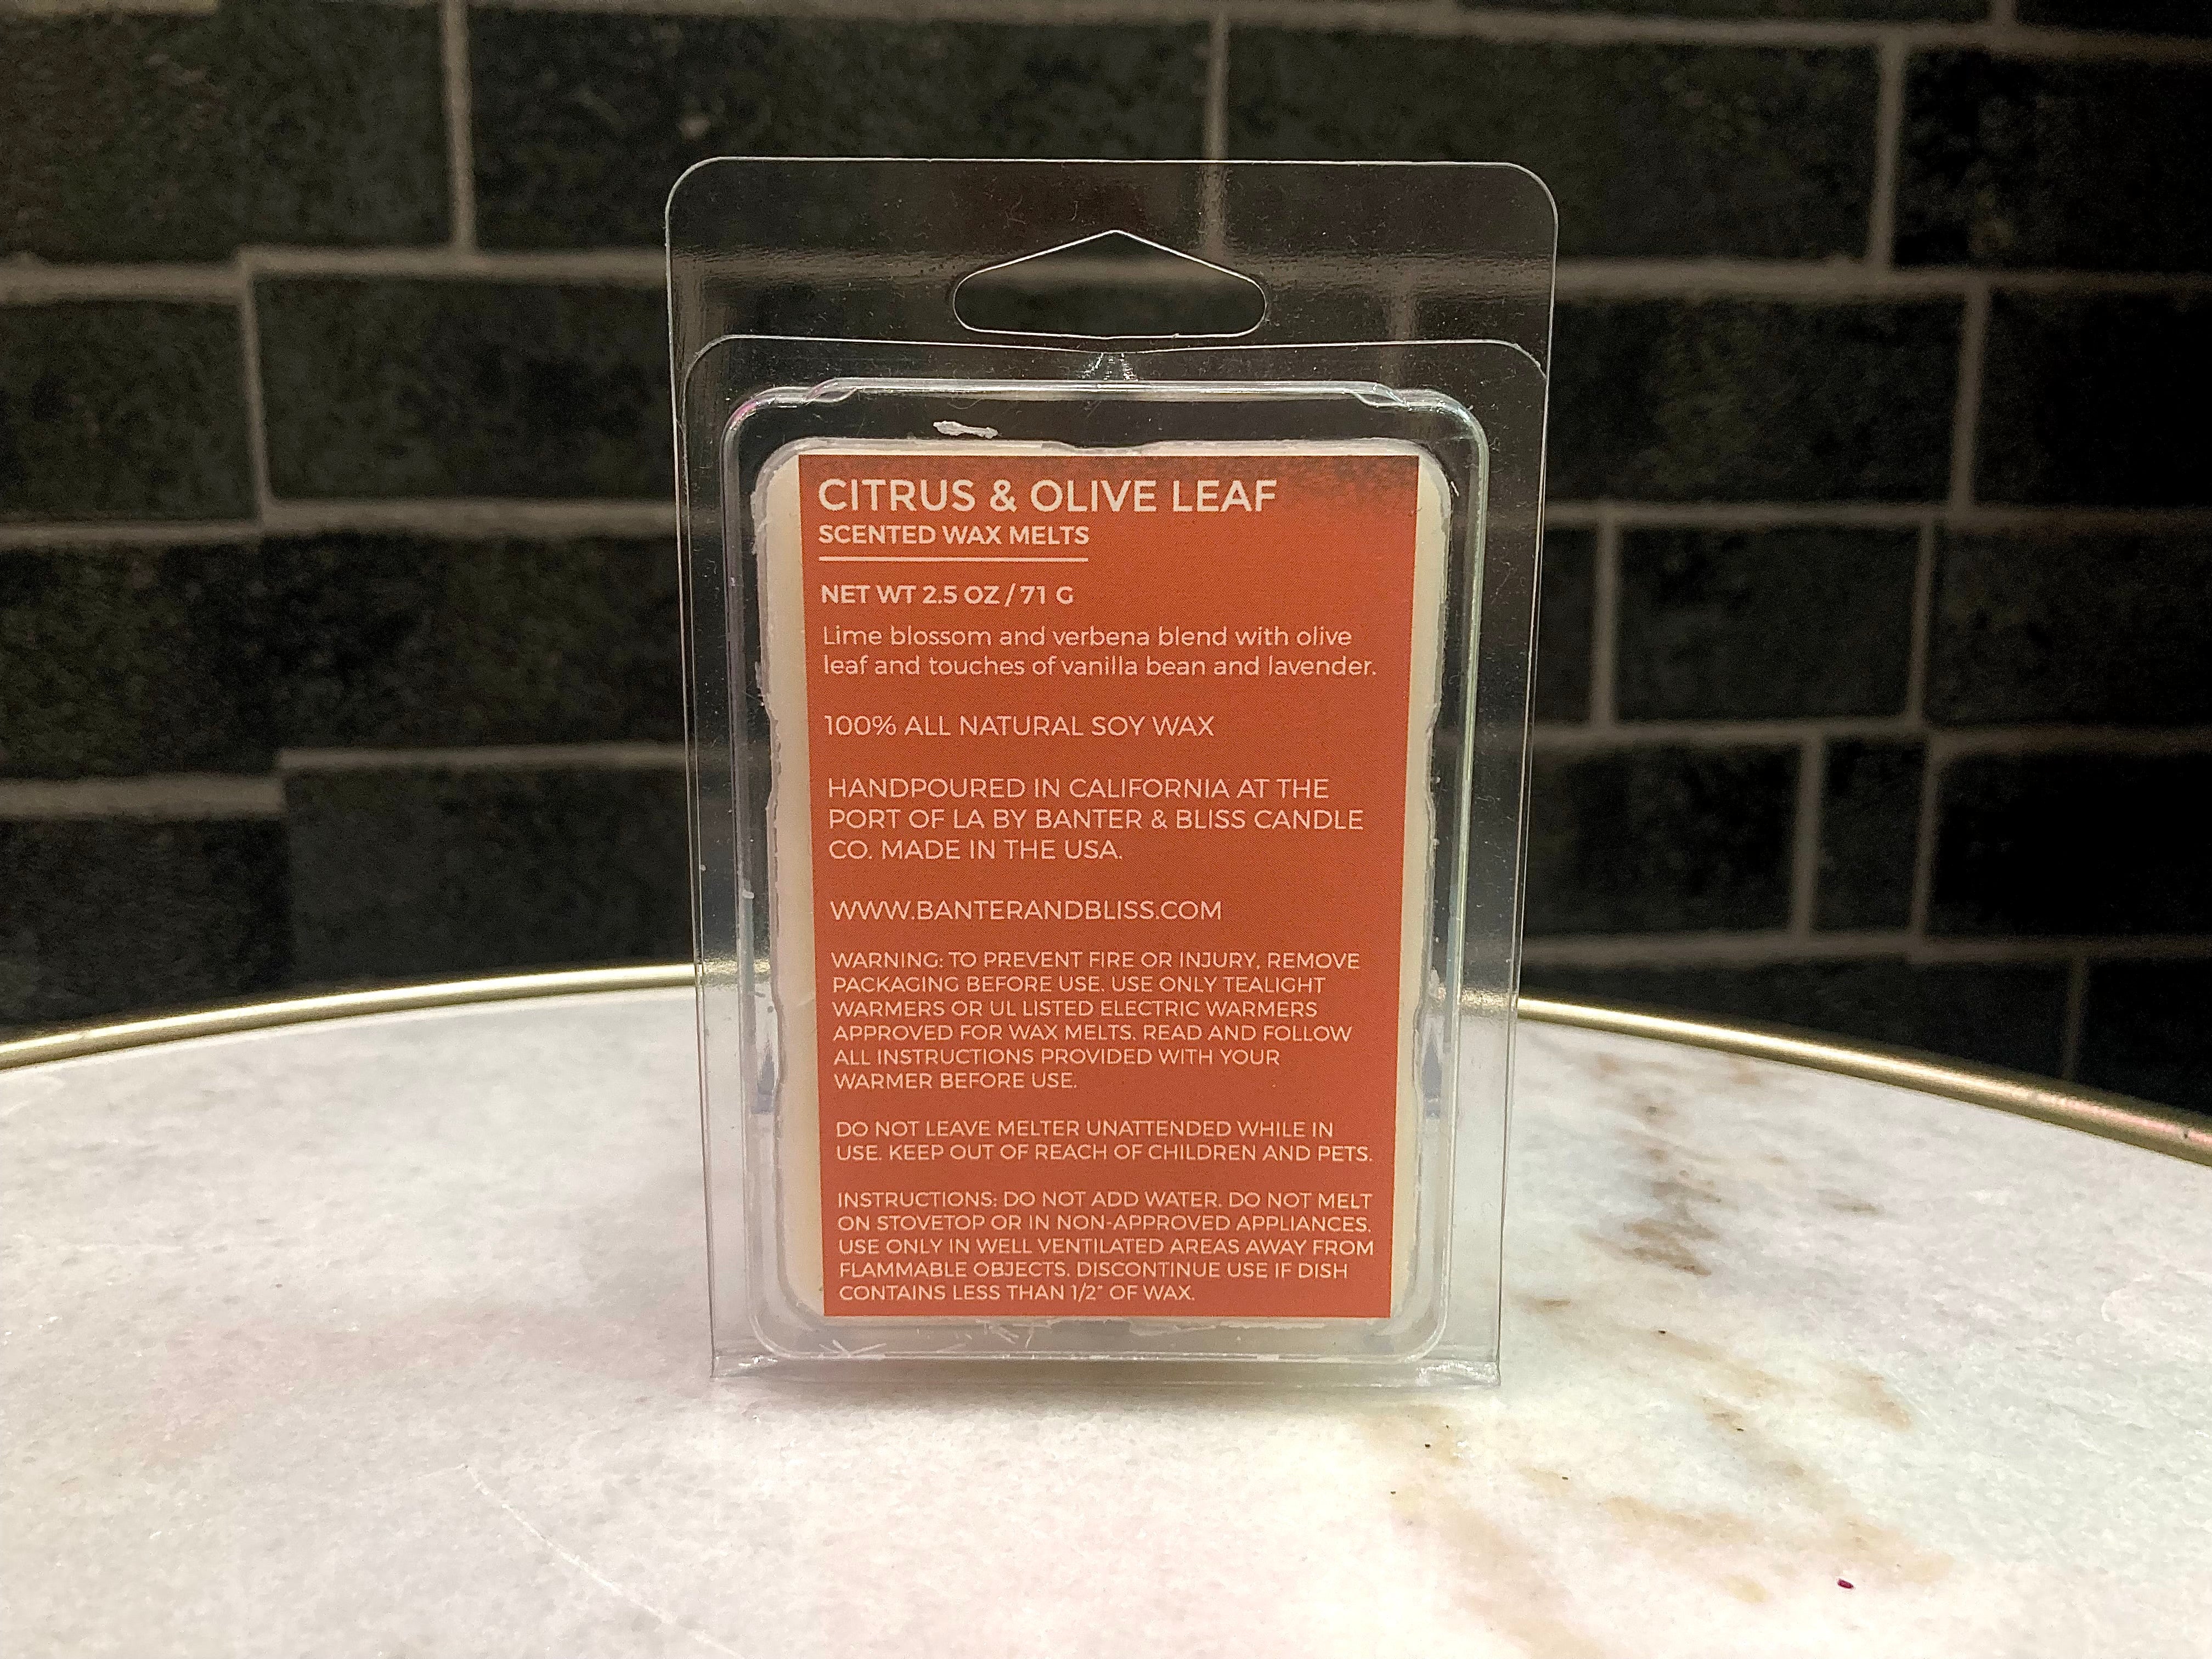 CITRUS & OLIVE LEAF
SCENTED WAX MELTS
NET WT 2.5 OZ / 71 G
Lime blossom and verbena blend with olive
leaf and touches of vanilla bean and lavender.
100% ALL NATURAL SOY WAX
HANDPOURED IN CALIFORNIA AT THE
PORT OF LA BY BANTER & BLISS CANDLE
CO. MADE IN THE USA.
WWW.BANTERANDBLISS.COM
WARNING: TO PREVENT FIRE OR INJURY, REMOVE
PACKAGING BEFORE USE. USE ONLY TEALIGHT
WARMERS OR UL LISTED ELECTRIC WARMERS
APPROVED FOR WAX MELTS. READ AND FOLLOW
ALL INSTRUCTIONS PROVIDED WITH YOUR
WARMER BEFORE USE.
DO NOT LEAVE MELTER UNATTENDED WHILE IN
USE. KEEP OUT OF REACH OF CHILDREN AND PETS.
INSTRUCTIONS: DO NOT ADD WATER. DO NOT MELT
ON STOVETOP OR IN NON-APPROVED APPLIANCES.
USE ONLY IN WELL VENTILATED AREAS AWAY FROM
FLAMMABLE OBJECTS. DISCONTINUE USE IF DISH
CONTAINS LESS THAN 1/2" OF WAX.